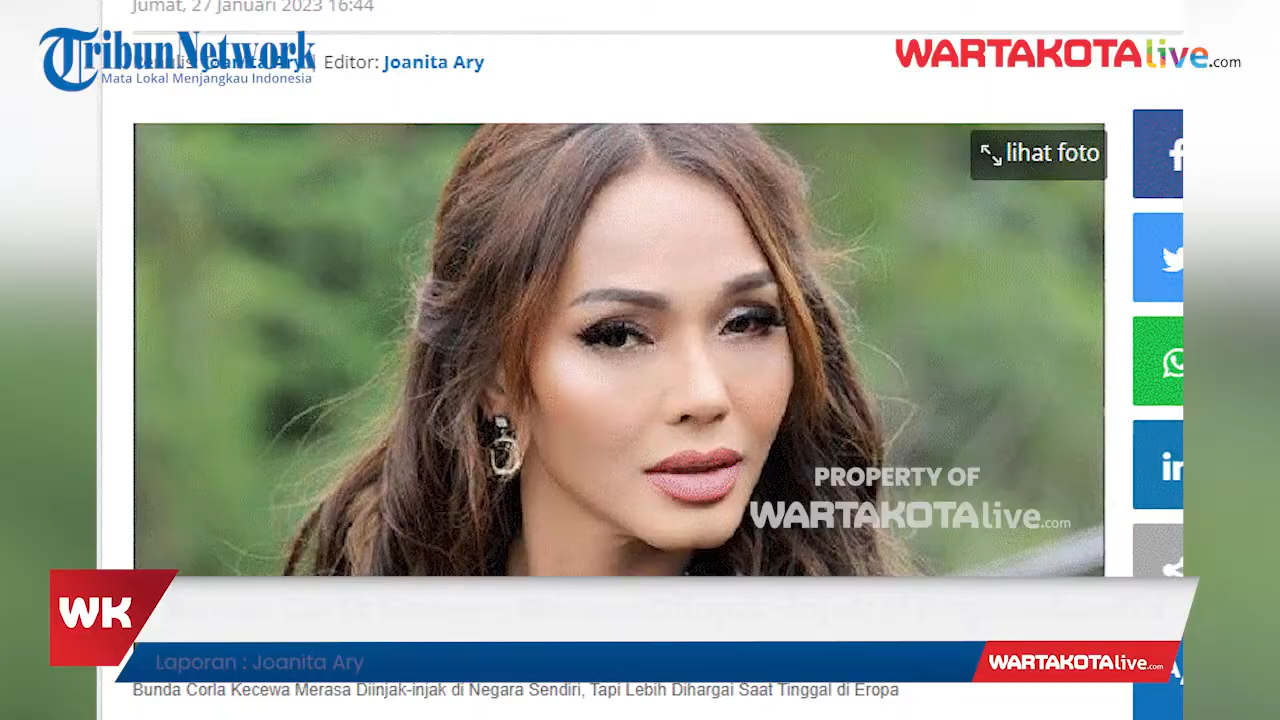 Jumat, 27 Januari 2023 16:44
TribunNetwork
Mata Lokal Menjangkau Indonesia
Joanita Ary | Editor: Joanita Ary
WARTAKOTAlive.com
lihat foto
PROPERTY OF
WARTAKOTAlive.com
WK
Laporan : Joanita Ary
WARTAKOTAlive.com
Bunda Corla Kecewa Merasa Diinjak-injak di Negara Sendiri, Tapi Lebih Dihargai Saat Tinggal di Eropa